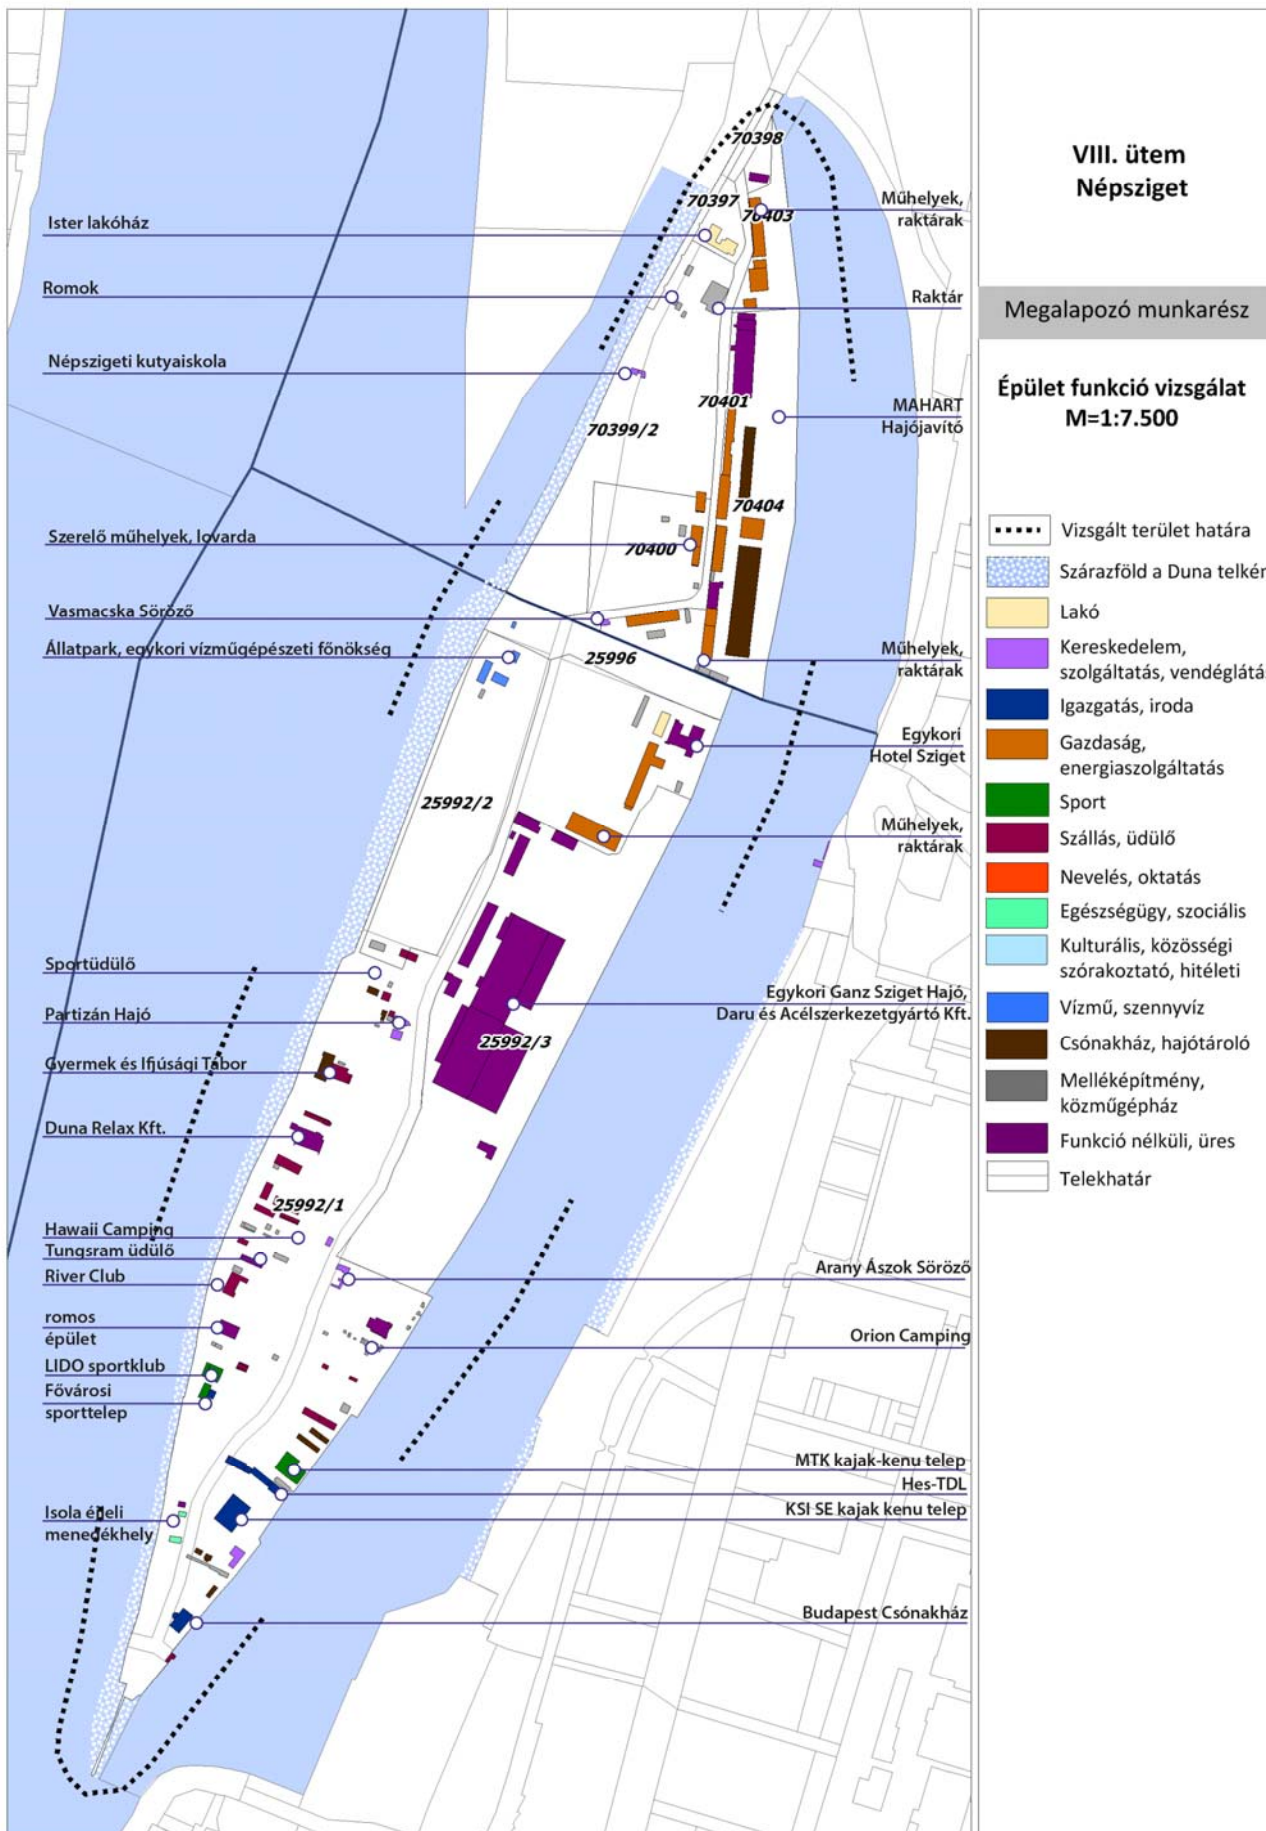 VIII. ütem
Népsziget
Megalapozó munkarész
Épület funkció vizsgálat
M=1:7.500
Vizsgált terület határa
Szárazföld a Duna telkén
Lakó
Kereskedelem,
szolgáltatás, vendéglátás
Igazgatás, iroda
Gazdaság,
energiaszolgáltatás
Sport
Szállás, üdülő
Nevelés, oktatás
Egészségügy, szociális
Kulturális, közösségi
szórakoztató, hitéleti
Vízmű, szennyvíz
Csónakház, hajótároló
Melléképítmény,
közműgépház
Funkció nélküli, üres
Telekhatár
Ister lakóház
Romok
Népszigeti kutyaiskola
Szerelő műhelyek, lovarda
Vasmacska Söröző
Állatpark, egykori vízműgépészeti főnökség
Sportüdülő
Partizán Hajó
Gyermek és Ifjúsági Tábor
Duna Relax Kft.
Hawaii Camping
Tungsram üdülő
River Club
romos
épület
LIDO sportklub
Fővárosi
sporttelep
Isola éjjeli
menedékhely
Műhelyek,
raktárak
Raktár
MAHART
Hajójavító
Műhelyek,
raktárak
Egykori
Hotel Sziget
Műhelyek,
raktárak
Egykori Ganz Sziget Hajó,
Daru és Acélszerkezetgyártó Kft.
Arany Ászok Söröző
Orion Camping
MTK kajak-kenu telep
Hes-TDL
KSI SE kajak kenu telep
Budapest Csónakház
70398
70397
70403
70401
70399/2
70404
70400
25996
25992/2
25992/3
25992/1